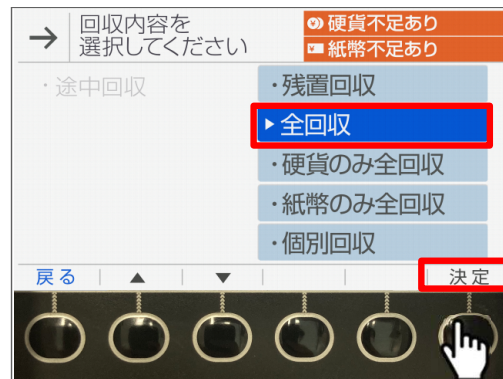 → 回収内容を
選択してください
硬貨不足あり
紙幣不足あり
・途中回収
・残置回収
▶全回収
・硬貨のみ全回収
・紙幣のみ全回収
・個別回収
戻る | ▲ | ▼ | | | 決定